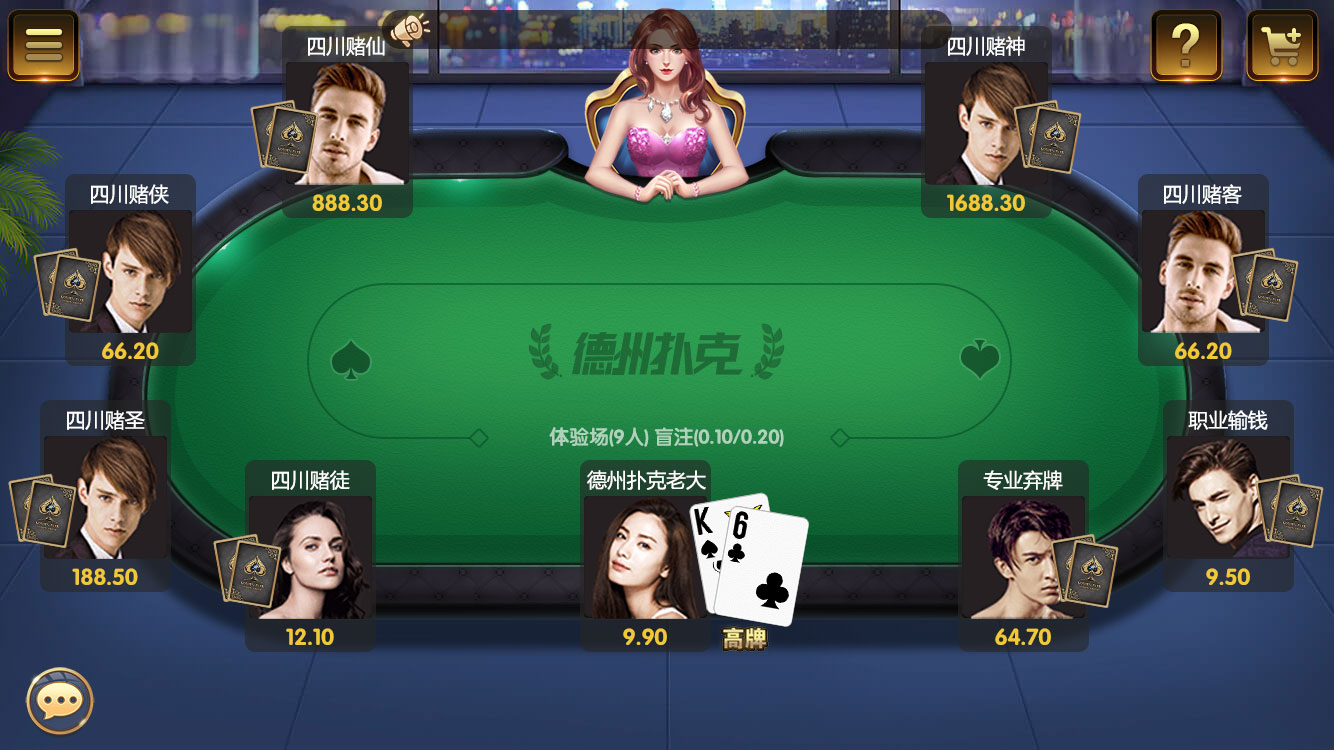 四川赌仙
四川赌神
888.30
1688.30
四川赌侠
四川赌客
66.20
66.20
德州扑克
四川赌圣
职业输钱
体验场(9人) 盲注(0.10/0.20)
四川赌徒
德州扑克老大
专业弃牌
K
6
188.50
9.50
12.10
9.90
高牌
64.70